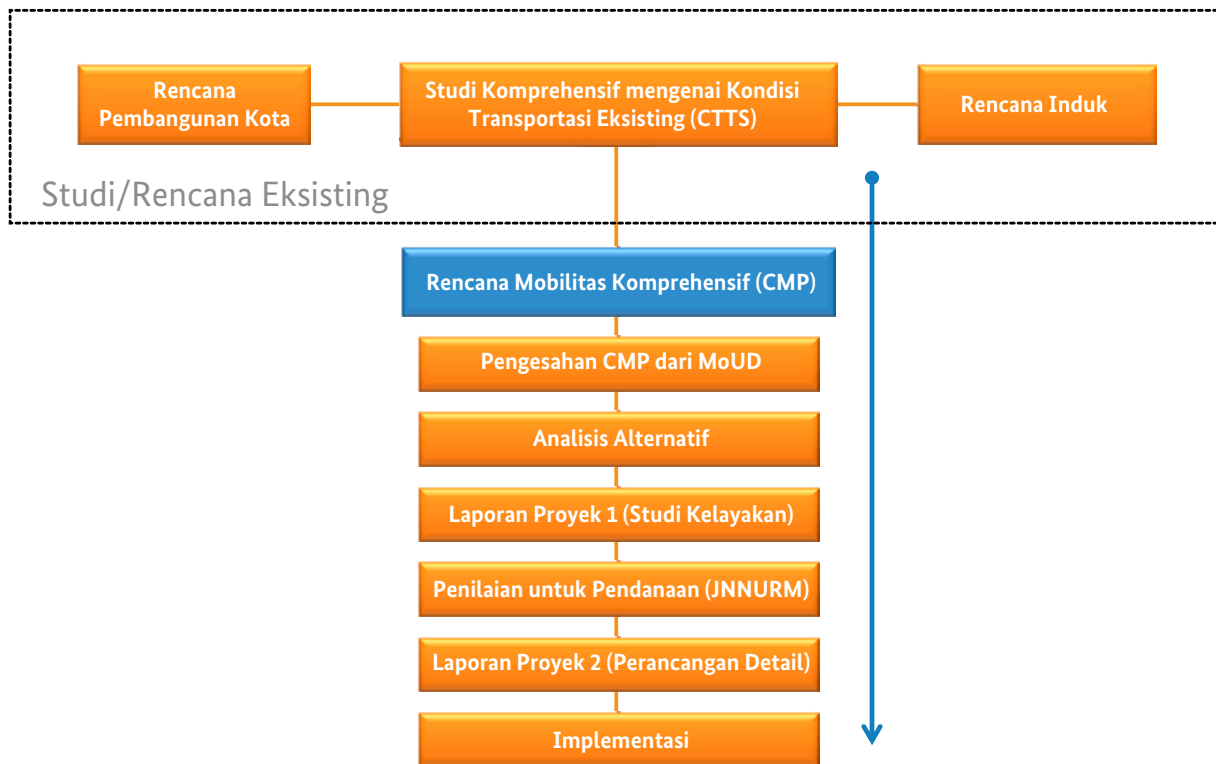 Rencana
Pembangunan Kota
Studi Komprehensif mengenai Kondisi
Transportasi Eksisting (CTTS)
Rencana Induk
Studi/Rencana Eksisting
Rencana Mobilitas Komprehensif (CMP)
Pengesahan CMP dari MoUD
Analisis Alternatif
Laporan Proyek 1 (Studi Kelayakan)
Penilaian untuk Pendanaan (JNNURM)
Laporan Proyek 2 (Perancangan Detail)
Implementasi